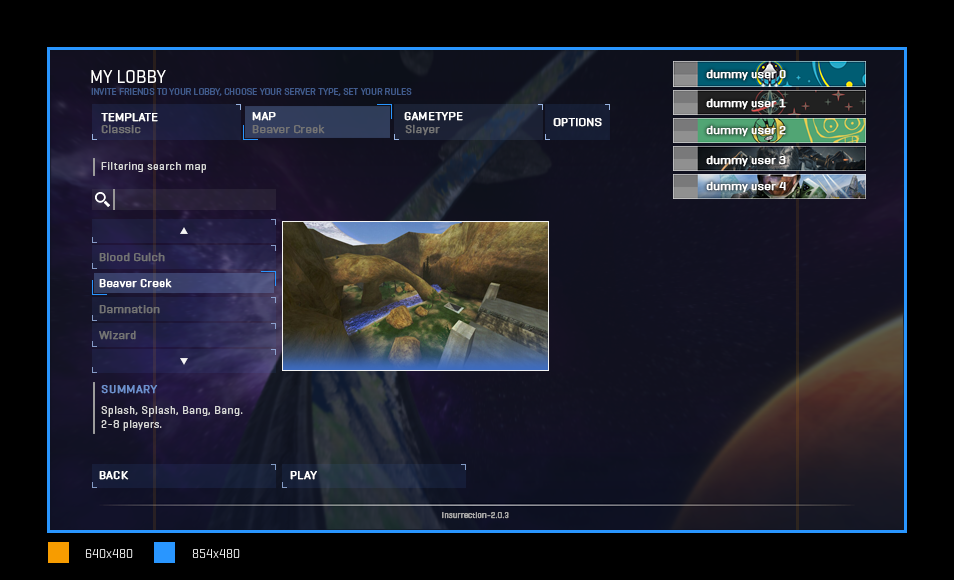 MY LOBBY
INVITE FRIENDS TO YOUR LOBBY, CHOOSE YOUR SERVER TYPE, SET YOUR RULES
TEMPLATE
Classic
MAP
Beaver Creek
GAMETYPE
Slayer
OPTIONS
dummy user 0
dummy user 1
dummy user 2
dummy user 3
dummy user 4
Filtering search map
Blood Gulch
Beaver Creek
Damnation
Wizard
SUMMARY
Splash, Splash, Bang, Bang.
2-8 players.
BACK
PLAY
Insurrection-2.0.3
640x480
854x480